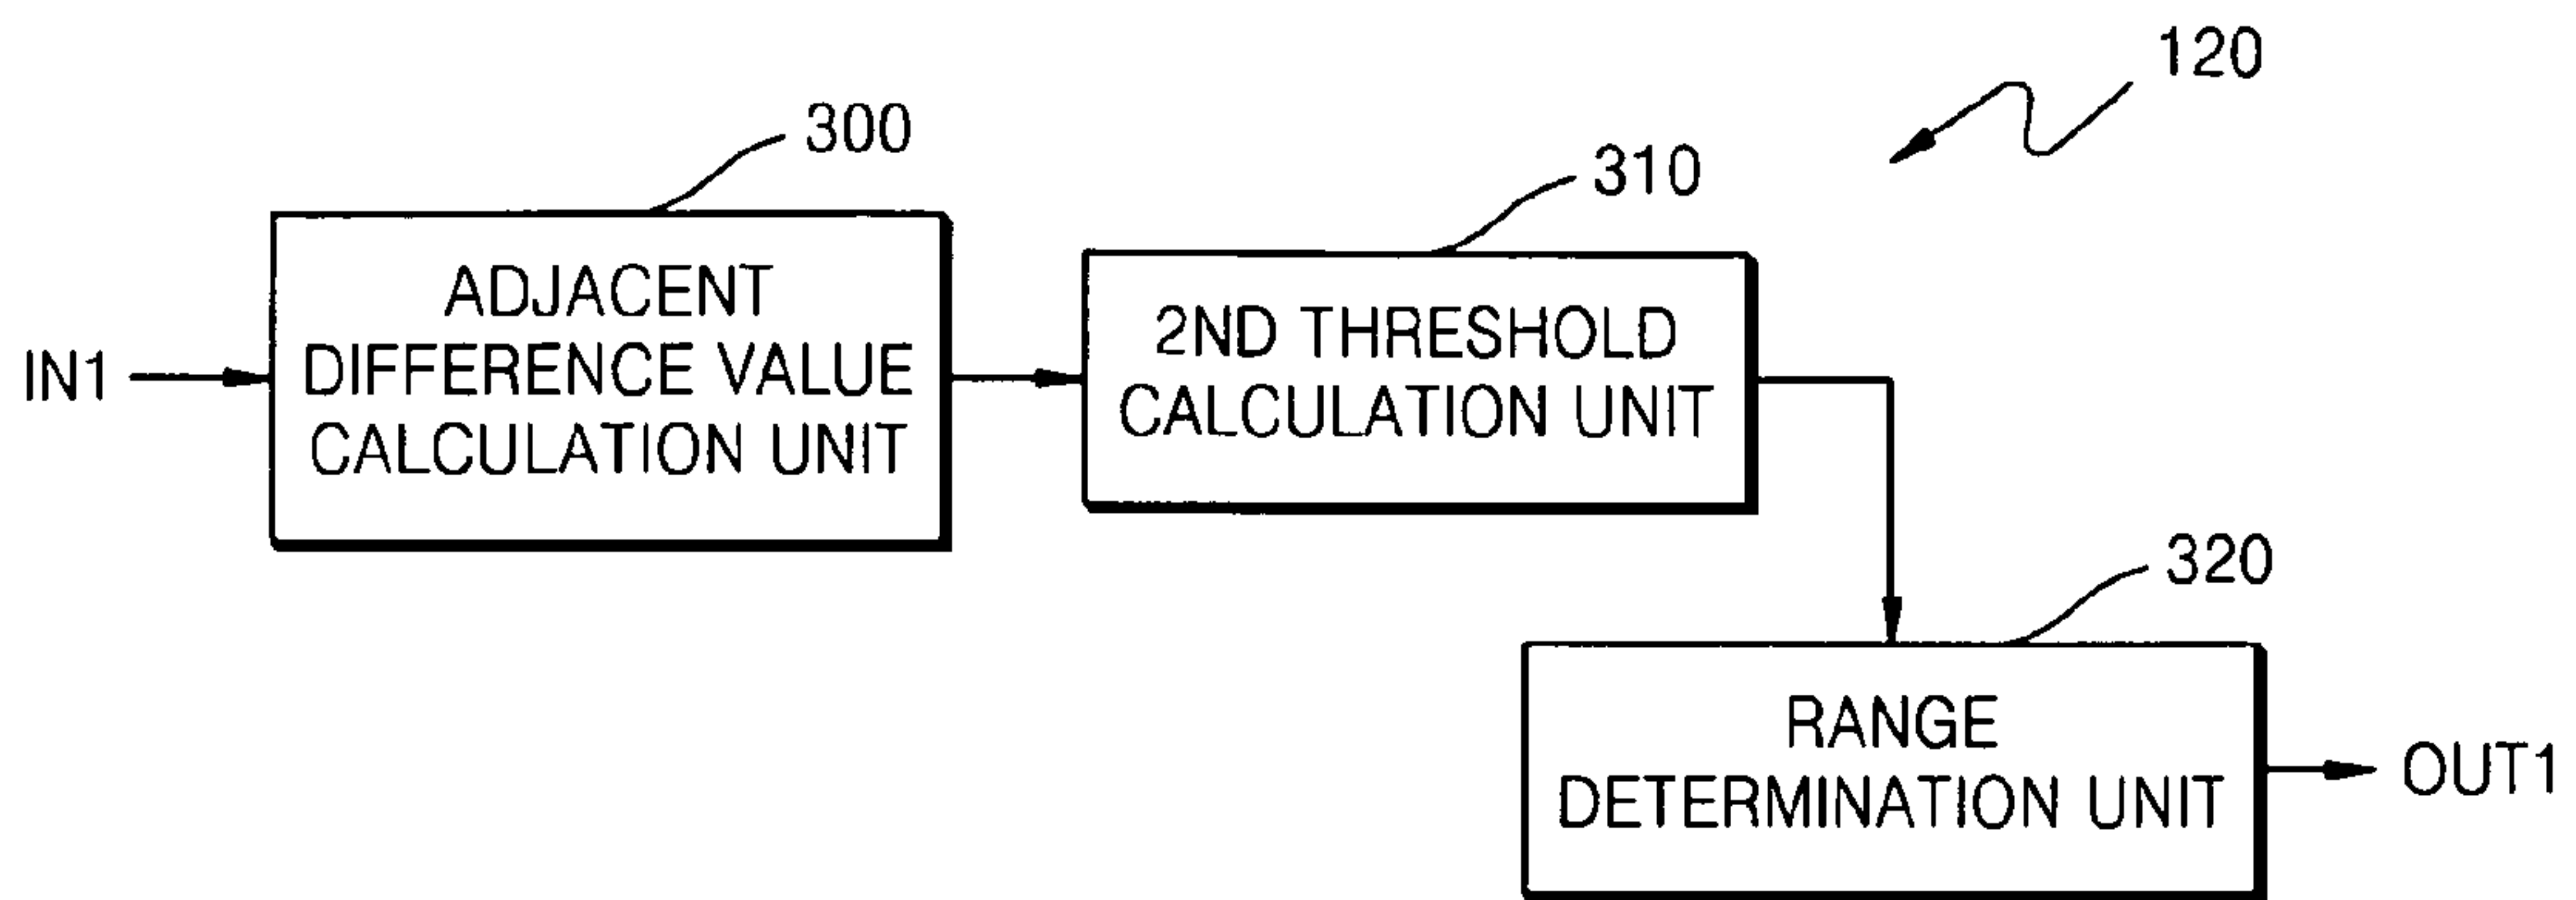 120
300
310
ADJACENT
DIFFERENCE VALUE
CALCULATION UNIT
2ND THRESHOLD
CALCULATION UNIT
IN1
320
RANGE
DETERMINATION UNIT
OUT1